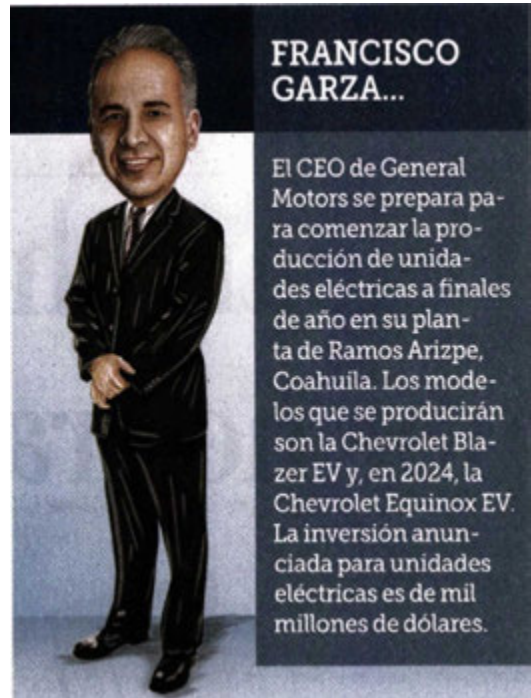 FRANCISCO
GARZA...
El CEO de General
Motors se prepara pa-
ra comenzar la pro-
ducción de unida-
des eléctricas a finales
de año en su plan-
ta de Ramos Arizpe,
Coahuila. Los mode-
los que se producirán
son la Chevrolet Bla-
zer EV y, en 2024, la
Chevrolet Equinox EV.
La inversión anun-
ciada para unidades
eléctricas es de mil
millones de dólares.